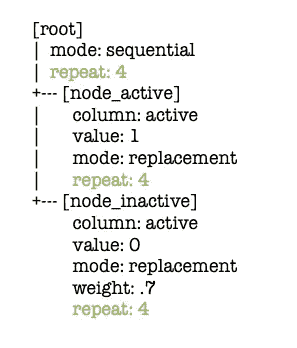 [root]
| mode: sequential
| repeat: 4
+--- [node_active]
| column: active
| value: 1
| mode: replacement
| repeat: 4
+--- [node_inactive]
column: active
value: 0
mode: replacement
weight: .7
repeat: 4